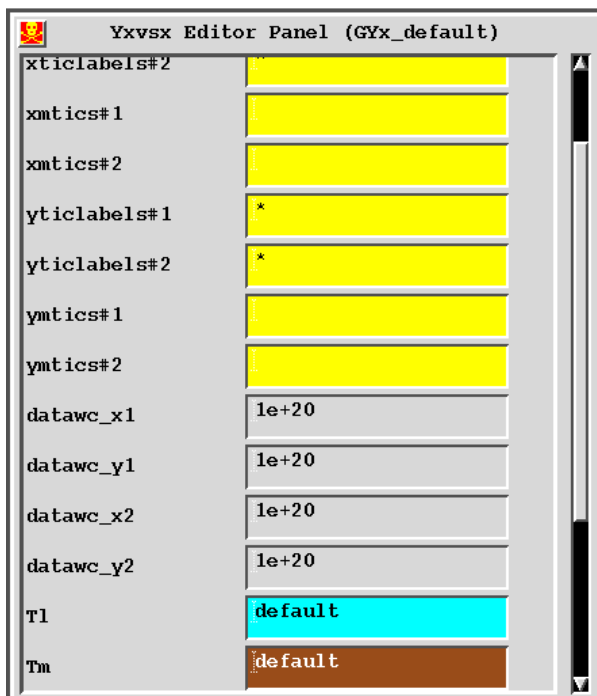 Yxvsx Editor Panel (GYx_default)
xticlabels#2 *
xmtics#1
xmtics#2
yticlabels#1 *
yticlabels#2 *
ymtics#1
ymtics#2
datawc_x1 1e+20
datawc_y1 1e+20
datawc_x2 1e+20
datawc_y2 1e+20
Tl default
Tm default